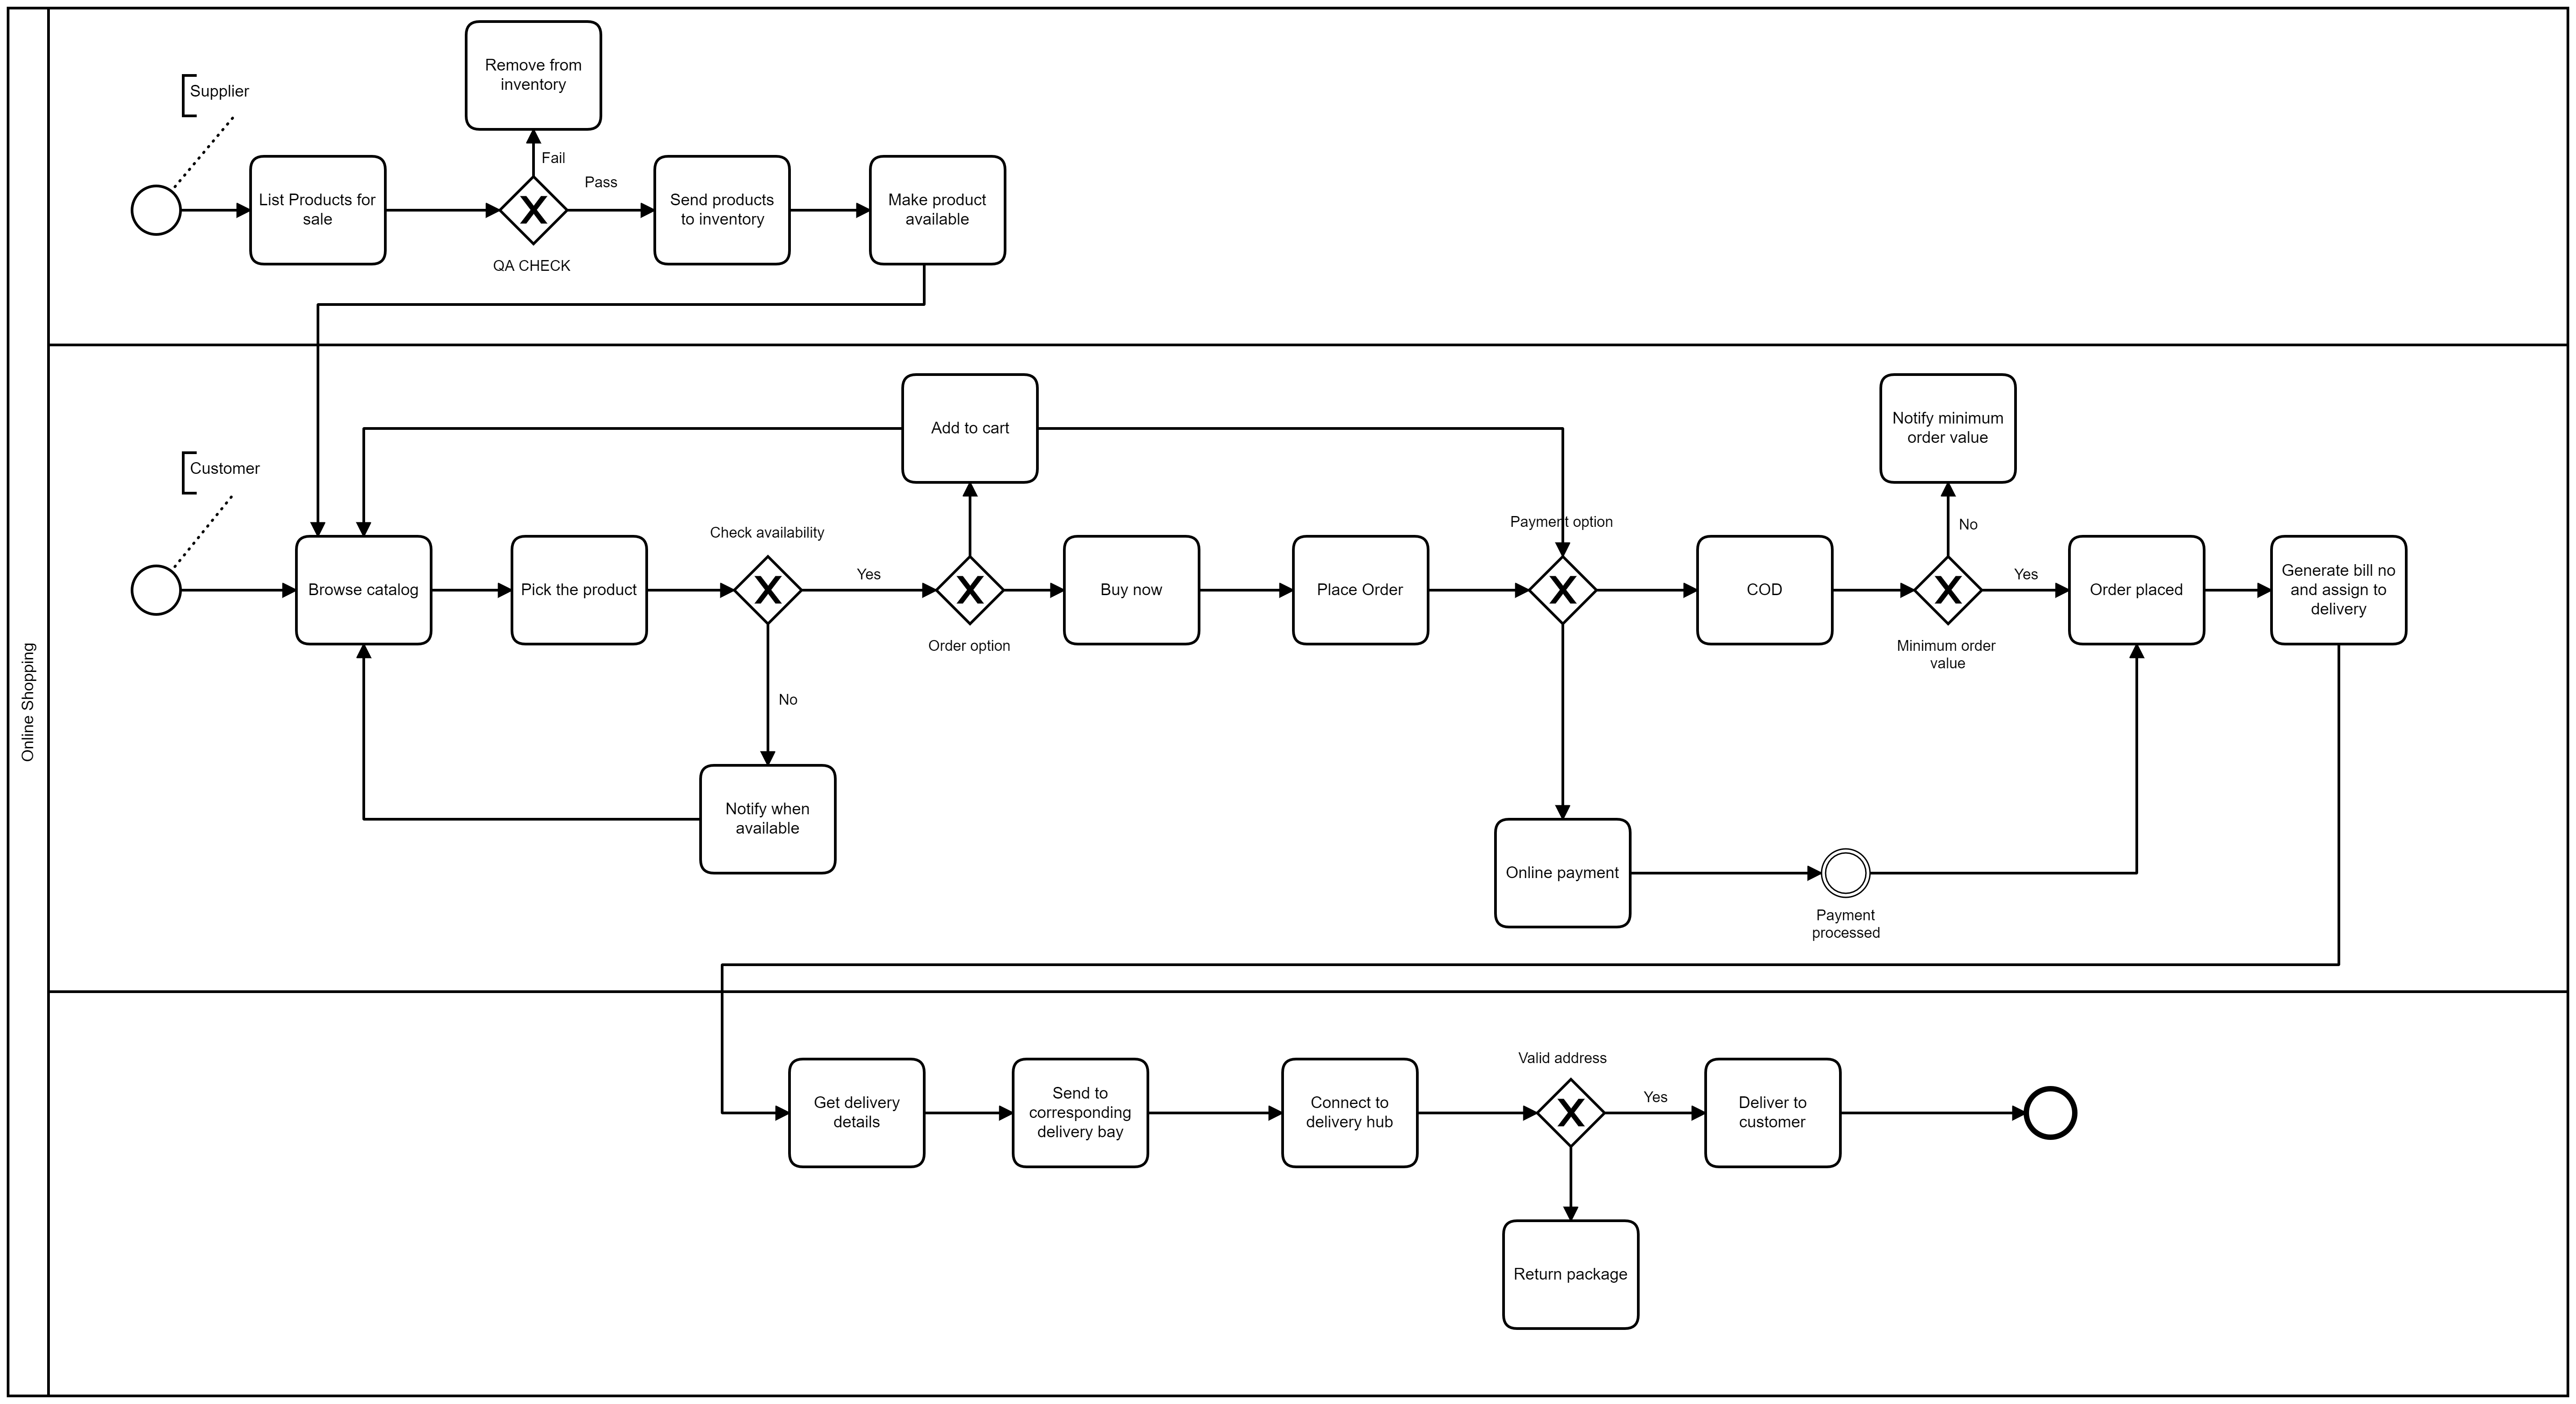 Online Shopping
Remove from
inventory
Supplier
Fail
Pass
List Products for
sale
Send products
to inventory
Make product
available
QA CHECK
Add to cart
Notify minimum
order value
Customer
Payment option
No
Check availability
Yes
Yes
Browse catalog
Pick the product
Buy now
Place Order
COD
Order placed
Generate bill no
and assign to
delivery
Order option
Minimum order
value
No
Notify when
available
Online payment
Payment
processed
Valid address
Yes
Get delivery
details
Send to
corresponding
delivery bay
Connect to
delivery hub
Deliver to
customer
Return package